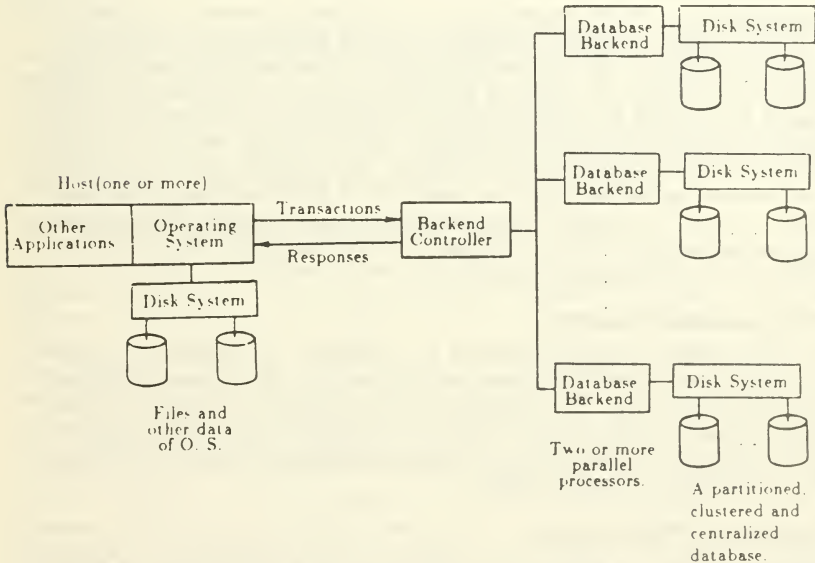 Database
Backend
Disk System
Database
Backend
Disk System
Host(one or more)
Other
Applications
Operating
System
Transactions
Responses
Backend
Controller
Disk System
Files and
other data
of O. S.
Database
Backend
Disk System
Two or more
parallel
processors.
A partitioned,
clustered and
centralized
database.